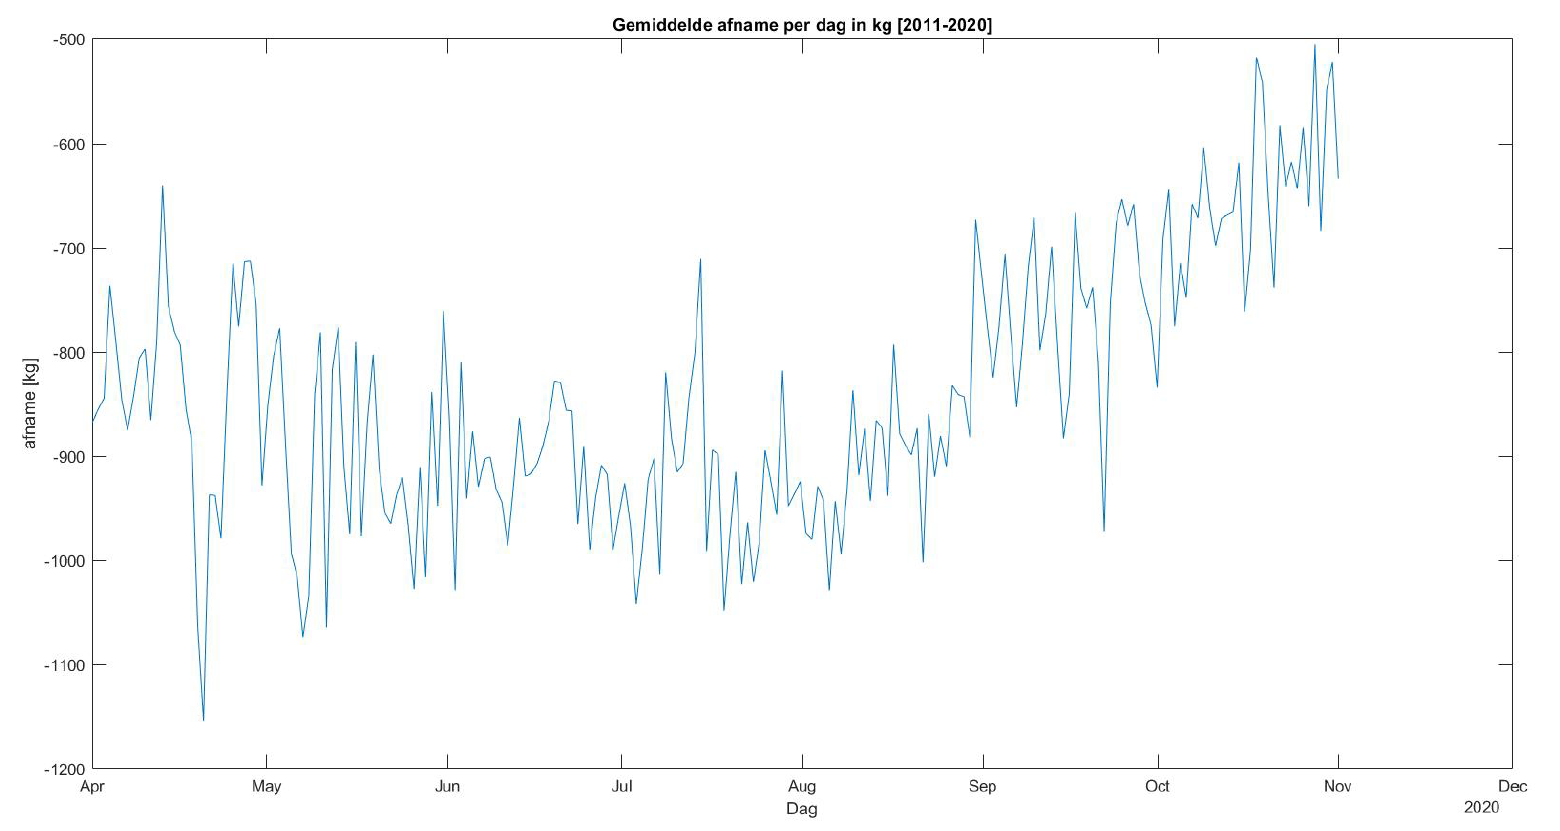 Gemiddelde afname per dag in kg [2011-2020]
-500
-600
-700
-800
-900
-1000
-1100
-1200
afname [kg]
Apr May Jun Jul Aug Sep Oct Nov Dec
Dag
2020